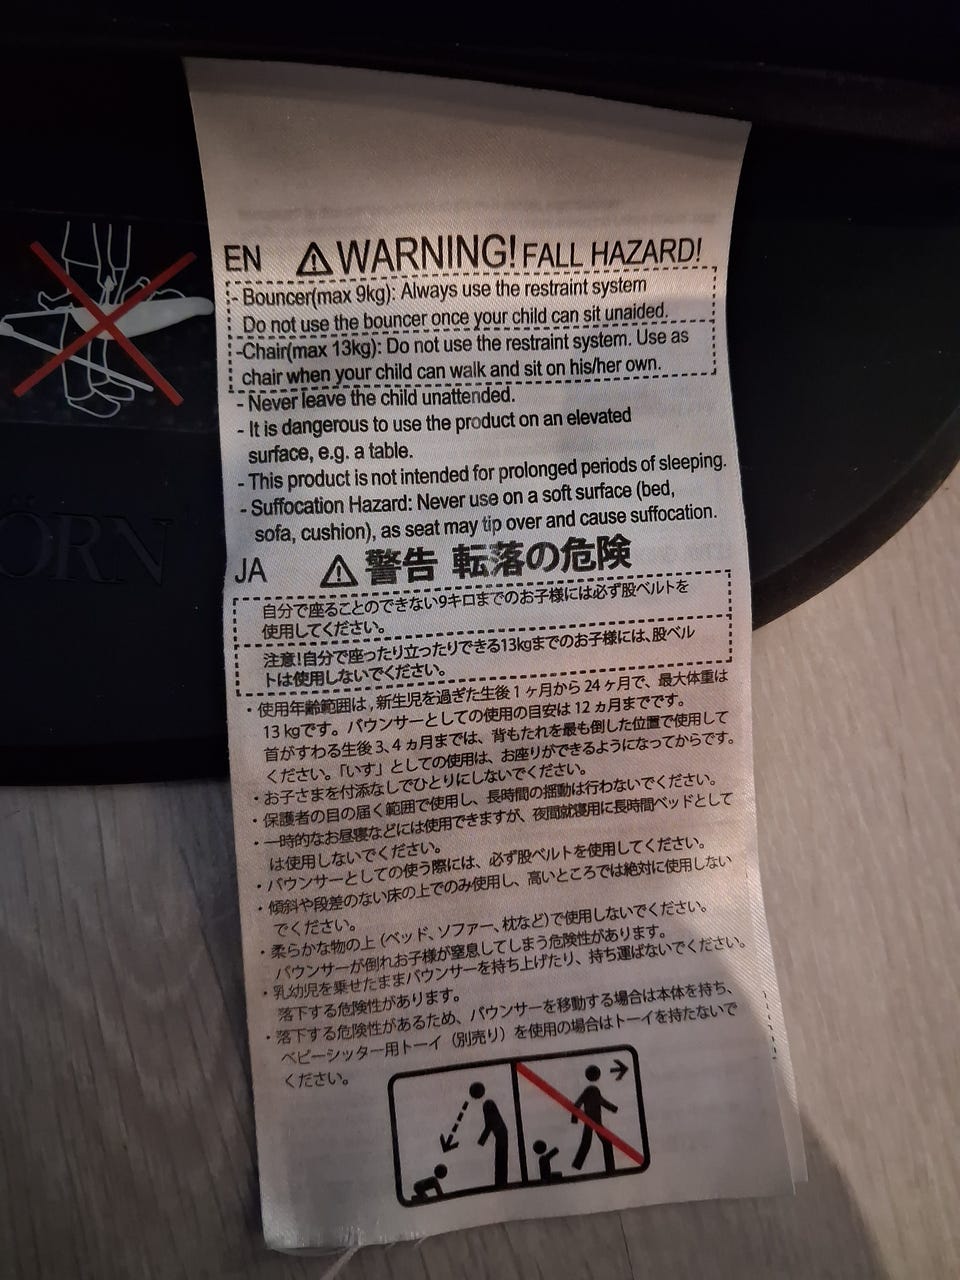 EN ⚠ WARNING! FALL HAZARD!
- Bouncer(max 9kg): Always use the restraint system
Do not use the bouncer once your child can sit unaided.
-Chair(max 13kg): Do not use the restraint system. Use as
chair when your child can walk and sit on his/her own.
- Never leave the child unattended.
- It is dangerous to use the product on an elevated
surface, e.g. a table.
- This product is not intended for prolonged periods of sleeping.
- Suffocation Hazard: Never use on a soft surface (bed,
sofa, cushion), as seat may tip over and cause suffocation.
ÖRN
JA ⚠ 警告 転落の危険
自分で座ることのできない9キロまでのお子様には必ず股ベルトを
使用してください。
注意!自分で座ったり立ったりできる13kgまでのお子様には、股ベル
トは使用しないでください。
・使用年齢範囲は,新生児を過ぎた生後1ヶ月から24ヶ月で、最大体重は
13kgです。バウンサーとしての使用の目安は12ヵ月までです。
首がすわる生後3、4ヵ月までは、背もたれを最も倒した位置で使用して
ください。「いす」としての使用は、お座りができるようになってからです。
・お子さまを付添なしでひとりにしないでください。
・保護者の目の届く範囲で使用し、長時間の揺動は行わないでください。
・一時的なお昼寝などには使用できますが、夜間就寝用に長時間ベッドとして
は使用しないでください。
・バウンサーとしての使う際には、必ず股ベルトを使用してください。
・傾斜や段差のない床の上でのみ使用し、高いところでは絶対に使用しない
でください。
・柔らかな物の上(ベッド、ソファー、枕など)で使用しないでください。
バウンサーが倒れお子様が窒息してしまう危険性があります。
・乳幼児を乗せたままバウンサーを持ち上げたり、持ち運ばないでください。
落下する危険性があります。
・落下する危険性があるため、バウンサーを移動する場合は本体を持ち、
ベビーシッター用トーイ(別売り)を使用の場合はトーイを持たないで
ください。